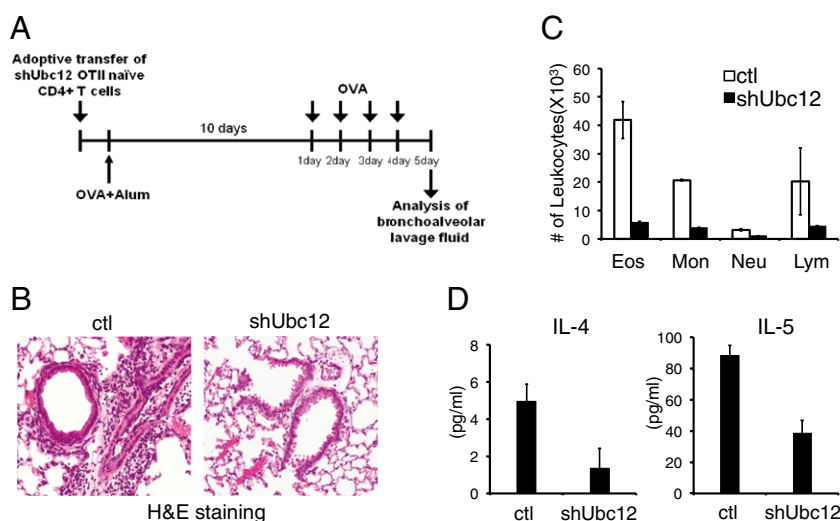 A
Adoptive transfer of
shUbc12 OTII naïve
CD4+ T cells
OVA
10 days
1day 2day 3day 4day 5day
OVA+Alum
Analysis of
bronchoalveolar
lavage fluid
B
ctl shUbc12
H&E staining
C
# of Leukocytes(X10³)
60
50
40
30
20
10
0
ctl
shUbc12
Eos Mon Neu Lym
D
IL-4
(pg/ml)
8
6
4
2
0
ctl shUbc12
IL-5
(pg/ml)
100
80
60
40
20
0
ctl shUbc12